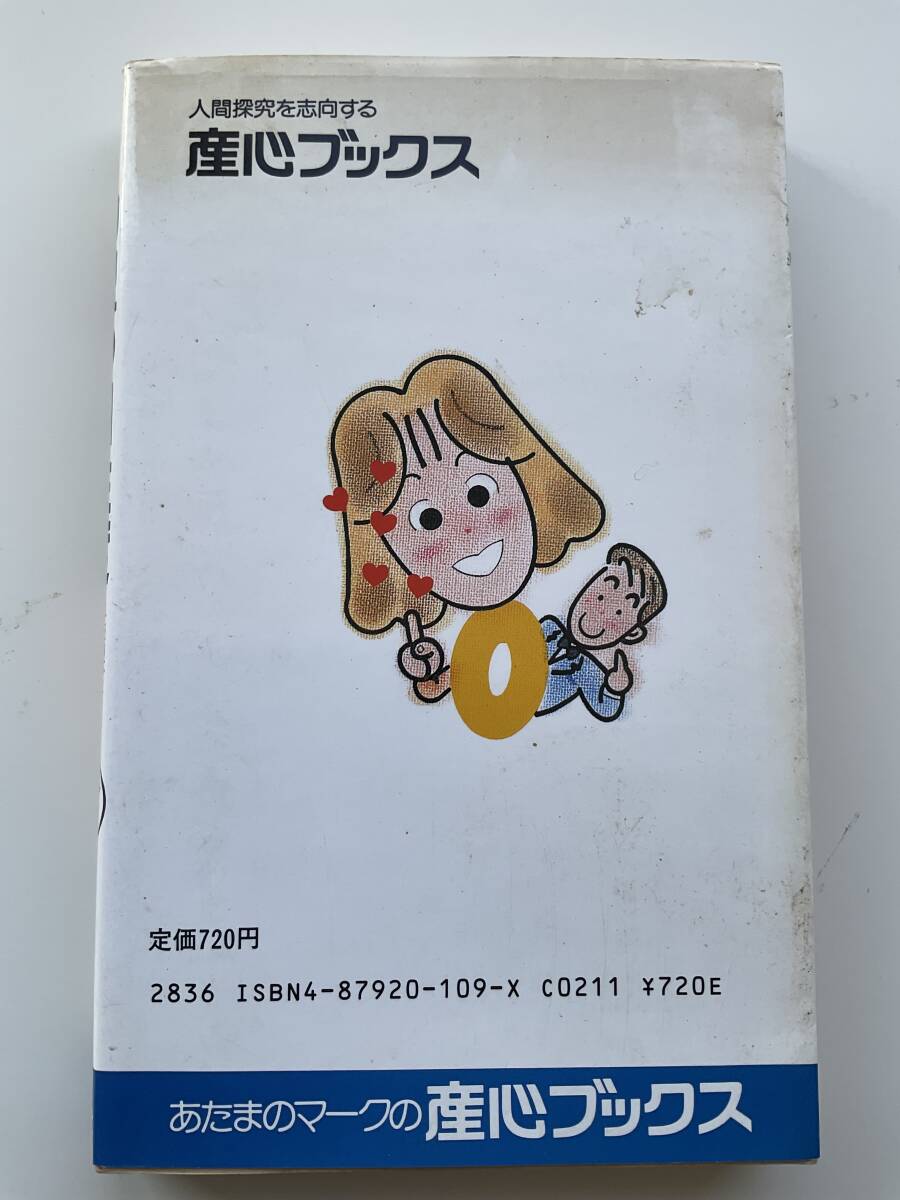 人間探究を志向する
産心ブックス
定価720円
2836 ISBN4-87920-109-X C0211 ¥720E
あたまのマークの産心ブックス